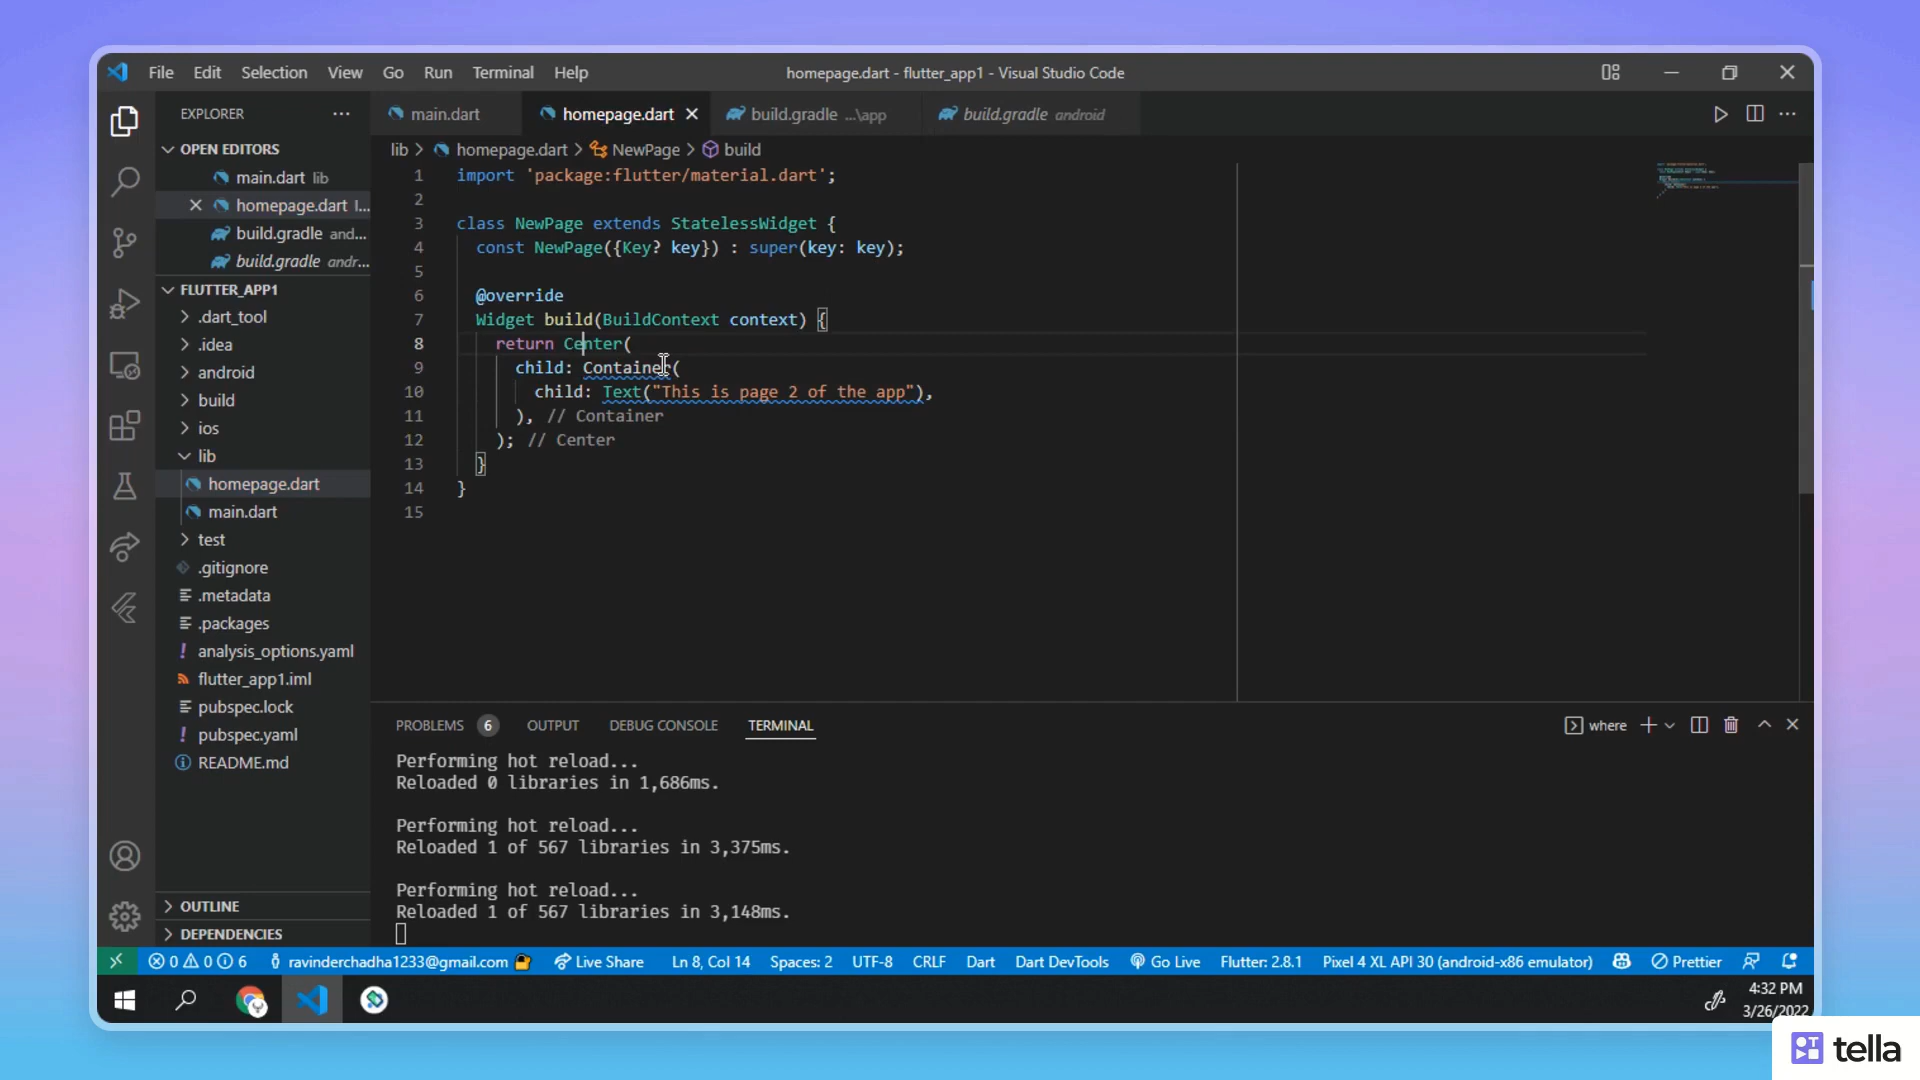 File Edit Selection View Go Run Terminal Help
homepage.dart - flutter_app1 - Visual Studio Code
EXPLORER
OPEN EDITORS
main.dart lib
homepage.dart l...
build.gradle and...
build.gradle andr...
FLUTTER_APP1
.dart_tool
.idea
android
build
ios
lib
homepage.dart
main.dart
test
.gitignore
.metadata
.packages
! analysis_options.yaml
flutter_app1.iml
pubspec.lock
! pubspec.yaml
README.md
OUTLINE
DEPENDENCIES
main.dart
homepage.dart
build.gradle ...\app
build.gradle android
lib > homepage.dart > NewPage > build
1 import 'package:flutter/material.dart';
2
3 class NewPage extends StatelessWidget {
4 const NewPage({Key? key}) : super(key: key);
5
6 @override
7 Widget build(BuildContext context) {
8 return Center(
9 child: Container(
10 child: Text("This is page 2 of the app"),
11 ), // Container
12 ); // Center
13 }
14 }
15
PROBLEMS 6 OUTPUT DEBUG CONSOLE TERMINAL
where
Performing hot reload...
Reloaded 0 libraries in 1,686ms.
Performing hot reload...
Reloaded 1 of 567 libraries in 3,375ms.
Performing hot reload...
Reloaded 1 of 567 libraries in 3,148ms.
0 0 6 ravinderchadha1233@gmail.com Live Share Ln 8, Col 14 Spaces: 2 UTF-8 CRLF Dart Dart DevTools Go Live Flutter: 2.8.1 Pixel 4 XL API 30 (android-x86 emulator) Prettier
4:32 PM
3/26/2022
tella